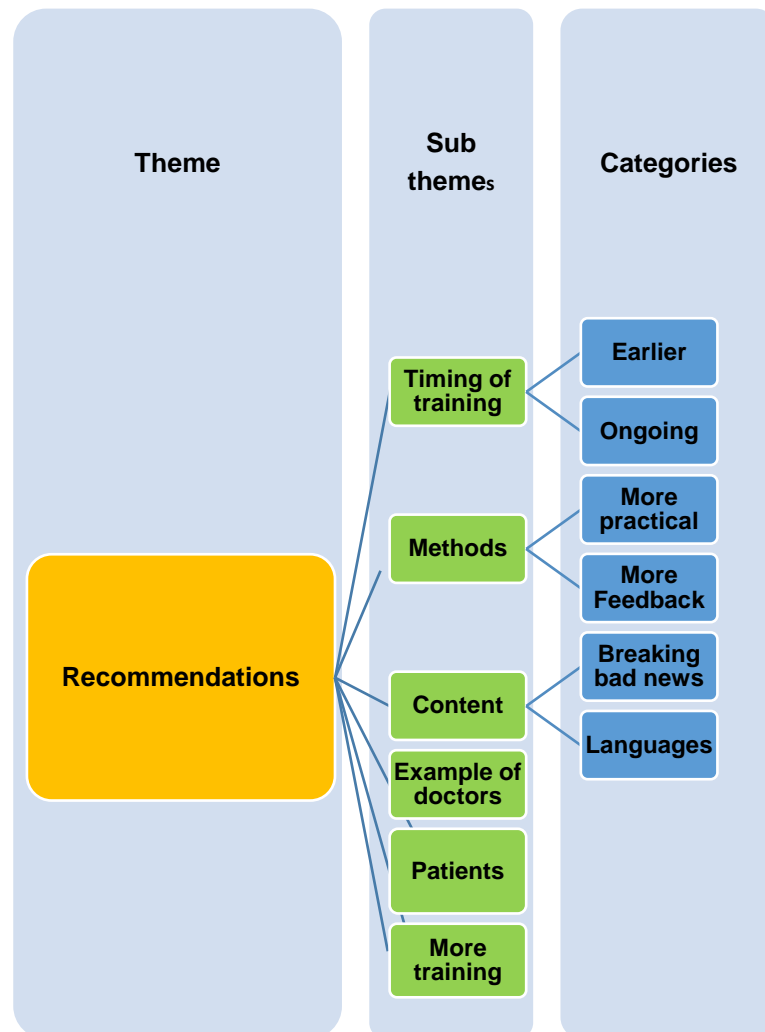 Theme
Sub
themes
Categories
Recommendations
Timing of
training
Earlier
Ongoing
Methods
More
practical
More
Feedback
Content
Breaking
bad news
Languages
Example of
doctors
Patients
More
training